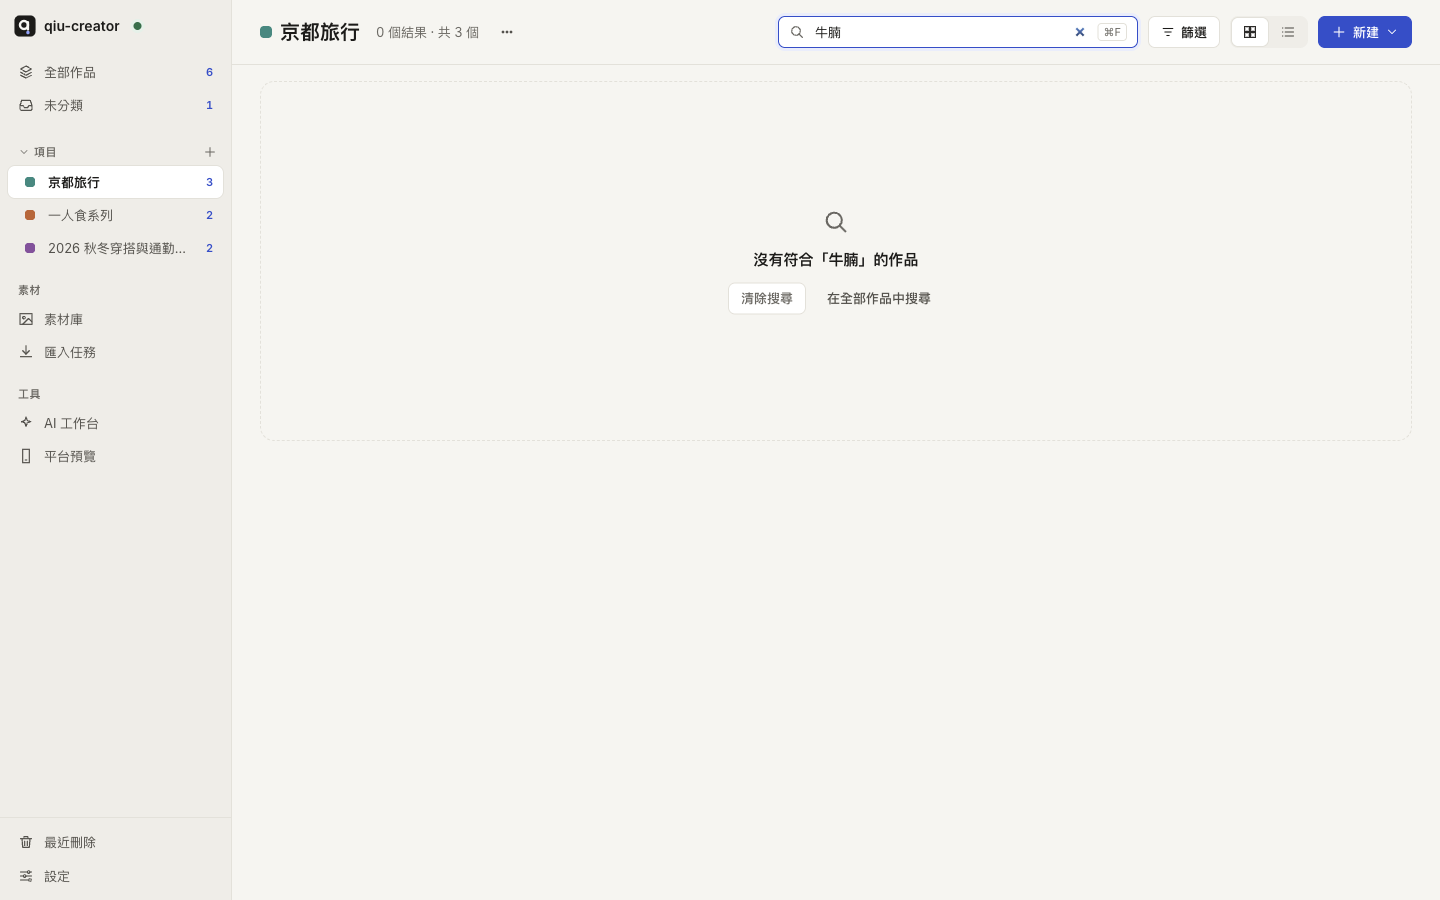 qiu-creator
全部作品 6
未分類 1
項目
京都旅行 3
一人食系列 2
2026 秋冬穿搭與通勤... 2
素材
素材庫
匯入任務
工具
AI 工作台
平台預覽
最近刪除
設定
京都旅行 0 個結果 · 共 3 個
牛腩 ⌘F
篩選
新建
沒有符合「牛腩」的作品
清除搜尋 在全部作品中搜尋